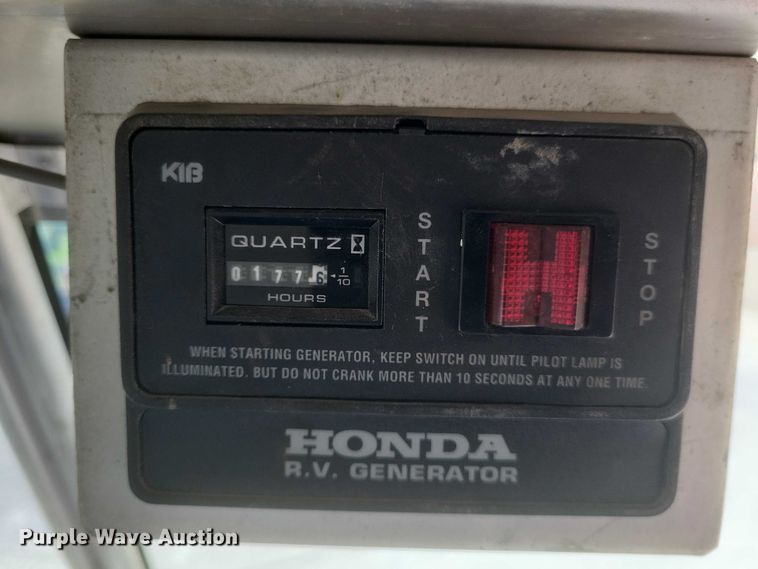 KIB
QUARTZ
0177 6 1/10
HOURS
START
STOP
WHEN STARTING GENERATOR, KEEP SWITCH ON UNTIL PILOT LAMP IS
ILLUMINATED. BUT DO NOT CRANK MORE THAN 10 SECONDS AT ANY ONE TIME.
HONDA
R.V. GENERATOR
Purple Wave Auction